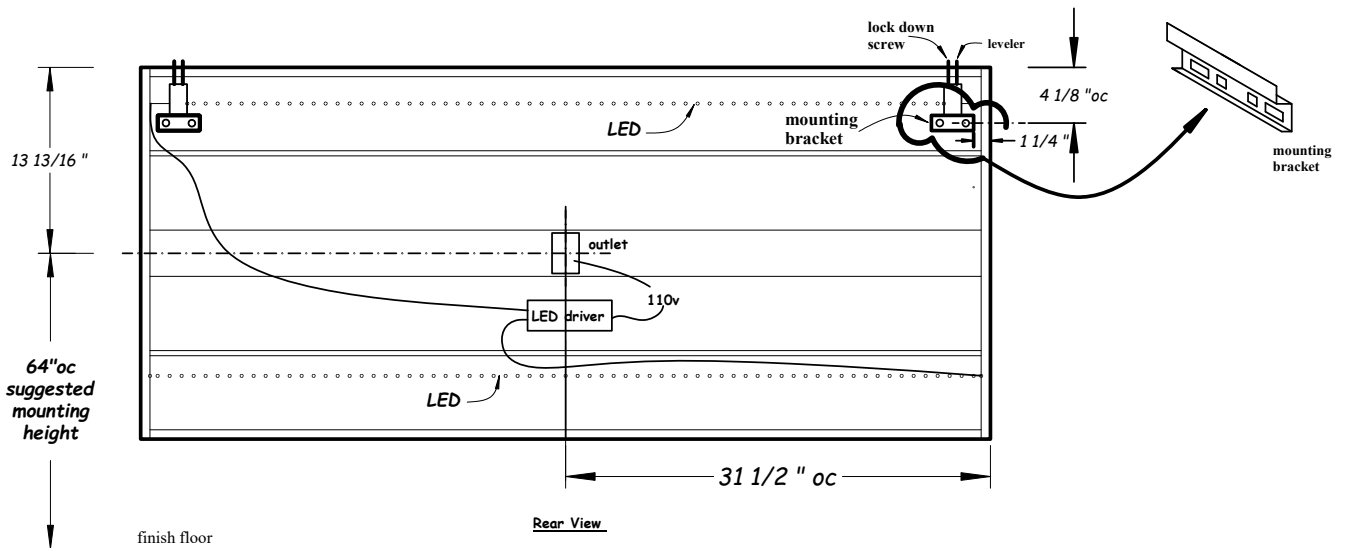 lock down
screw
leveler
4 1/8 "oc
LED
mounting
bracket
1 1/4 "
mounting
bracket
13 13/16 "
outlet
110v
LED driver
64"oc
suggested
mounting
height
LED
31 1/2 " oc
Rear View
finish floor